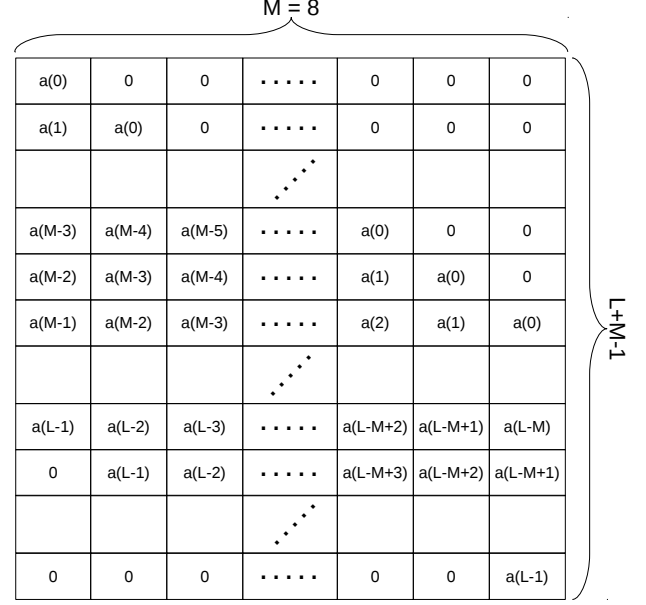 M = 8
a(0) 0 0 ..... 0 0 0
a(1) a(0) 0 ..... 0 0 0
a(M-3) a(M-4) a(M-5) ..... a(0) 0 0
a(M-2) a(M-3) a(M-4) ..... a(1) a(0) 0
a(M-1) a(M-2) a(M-3) ..... a(2) a(1) a(0)
a(L-1) a(L-2) a(L-3) ..... a(L-M+2) a(L-M+1) a(L-M)
0 a(L-1) a(L-2) ..... a(L-M+3) a(L-M+2) a(L-M+1)
0 0 0 ..... 0 0 a(L-1)
L+M-1